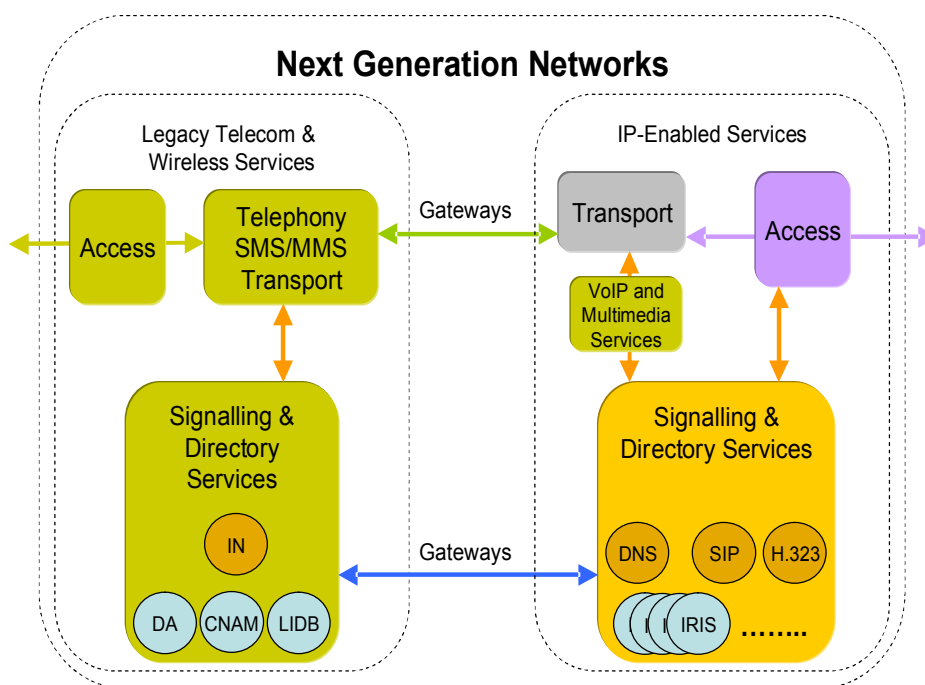 Next Generation Networks
Legacy Telecom &
Wireless Services
Access
Telephony
SMS/MMS
Transport
Gateways
IP-Enabled Services
Transport
Access
VoIP and
Multimedia
Services
Signalling &
Directory
Services
IN
DA
CNAM
LIDB
Gateways
Signalling &
Directory Services
DNS
SIP
H.323
I
I
I
IRIS
……...